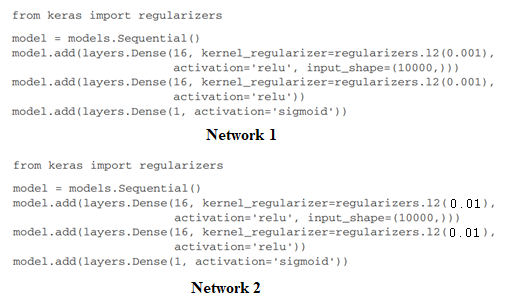 from keras import regularizers
model = models.Sequential()
model.add(layers.Dense(16, kernel_regularizer=regularizers.l2(0.001),
activation='relu', input_shape=(10000,)))
model.add(layers.Dense(16, kernel_regularizer=regularizers.l2(0.001),
activation='relu'))
model.add(layers.Dense(1, activation='sigmoid'))
Network 1
from keras import regularizers
model = models.Sequential()
model.add(layers.Dense(16, kernel_regularizer=regularizers.l2(0.01),
activation='relu', input_shape=(10000,)))
model.add(layers.Dense(16, kernel_regularizer=regularizers.l2(0.01),
activation='relu'))
model.add(layers.Dense(1, activation='sigmoid'))
Network 2